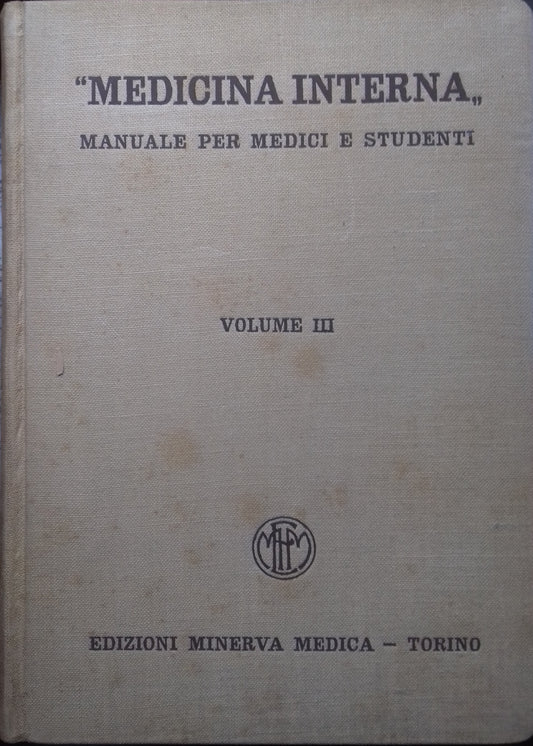 “MEDICINA INTERNA„
MANUALE PER MEDICI E STUDENTI
VOLUME III
EDIZIONI MINERVA MEDICA – TORINO